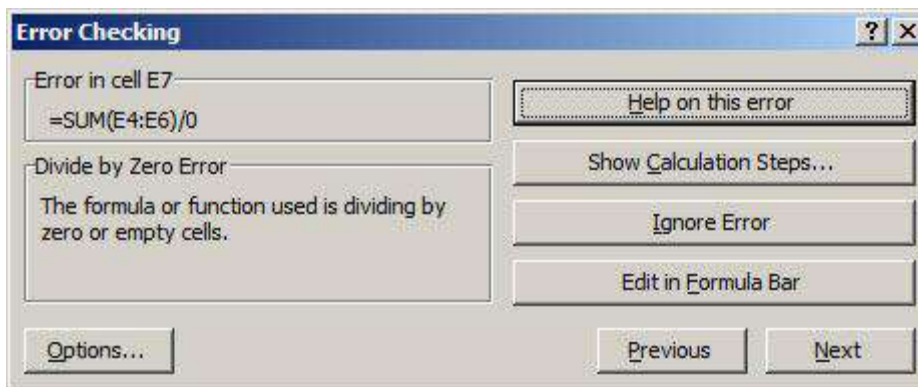 Error Checking
Error in cell E7
=SUM(E4:E6)/0
Divide by Zero Error
The formula or function used is dividing by
zero or empty cells.
Help on this error
Show Calculation Steps...
Ignore Error
Edit in Formula Bar
Options...
Previous
Next